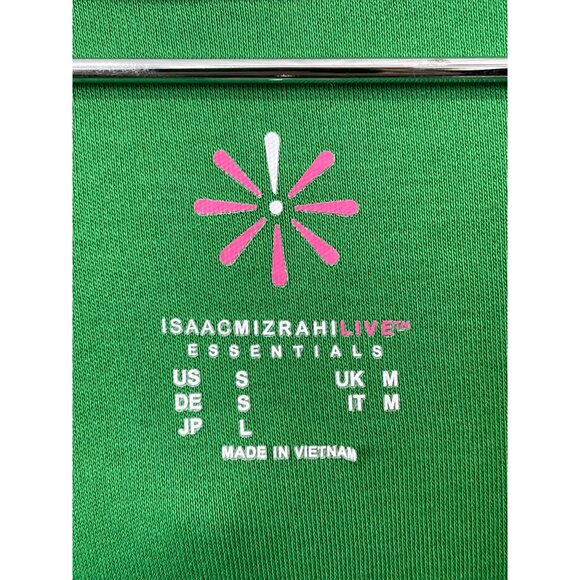 ISAACMIZRAHILIVE™
ESSENTIALS
US S UK M
DE S IT M
JP L
MADE IN VIETNAM